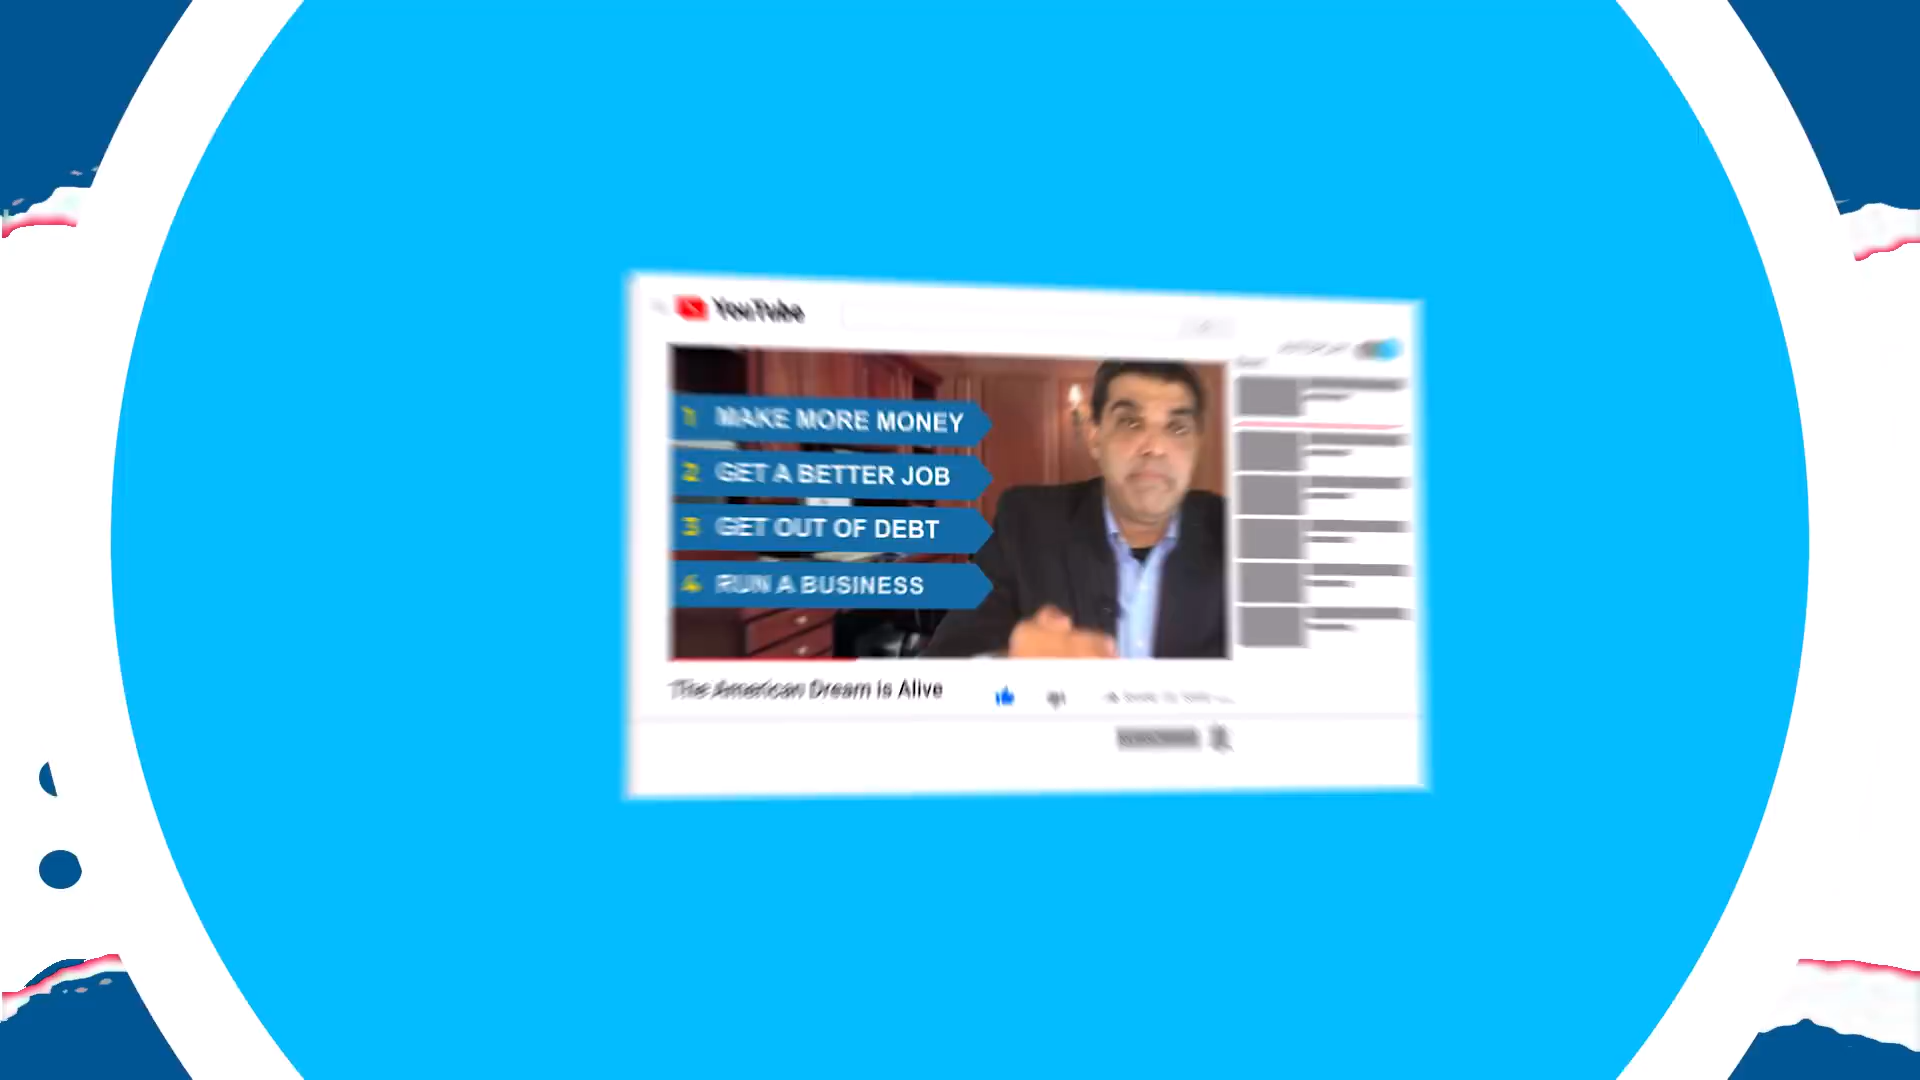 YouTube
1 MAKE MORE MONEY
2 GET A BETTER JOB
3 GET OUT OF DEBT
4 RUN A BUSINESS
The American Dream Is Alive